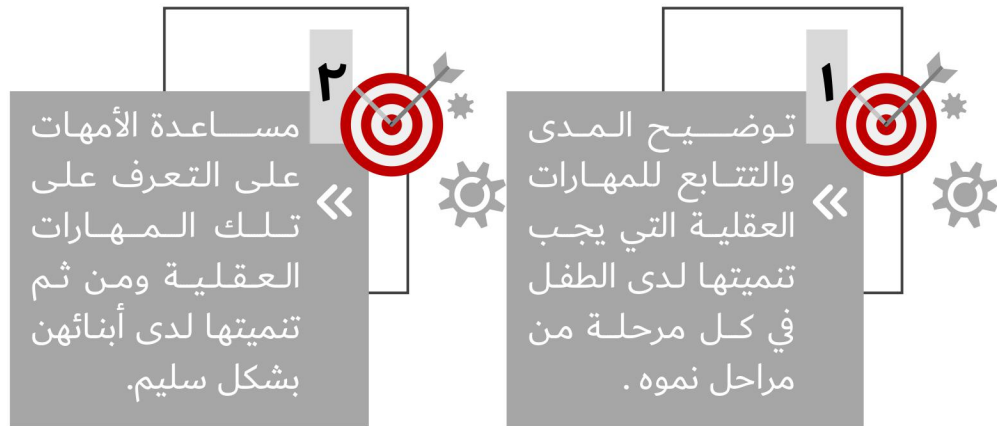 ١
توضيح المدى
والتتابع للمهارات
العقلية التي يجب
تنميتها لدى الطفل
في كل مرحلة من
مراحل نموه .
٢
مساعدة الأمهات
على التعرف على
تلك المهارات
العقلية ومن ثم
تنميتها لدى أبنائهن
بشكل سليم.